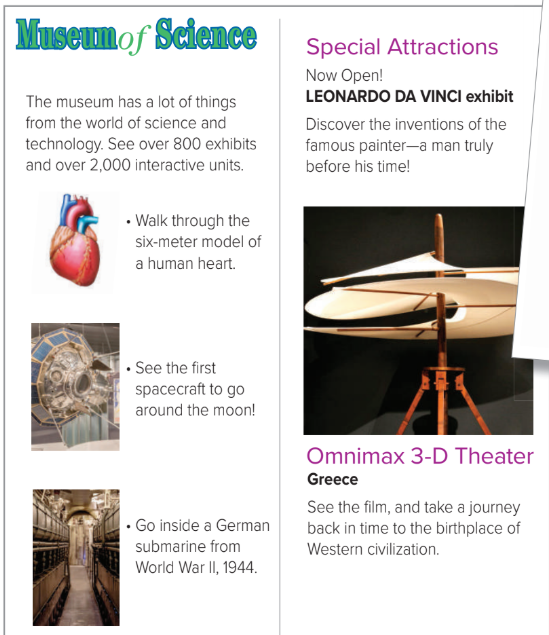 Museum of Science
The museum has a lot of things
from the world of science and
technology. See over 800 exhibits
and over 2,000 interactive units.
• Walk through the
six-meter model of
a human heart.
• See the first
spacecraft to go
around the moon!
• Go inside a German
submarine from
World War II, 1944.
Special Attractions
Now Open!
LEONARDO DA VINCI exhibit
Discover the inventions of the
famous painter—a man truly
before his time!
Omnimax 3-D Theater
Greece
See the film, and take a journey
back in time to the birthplace of
Western civilization.